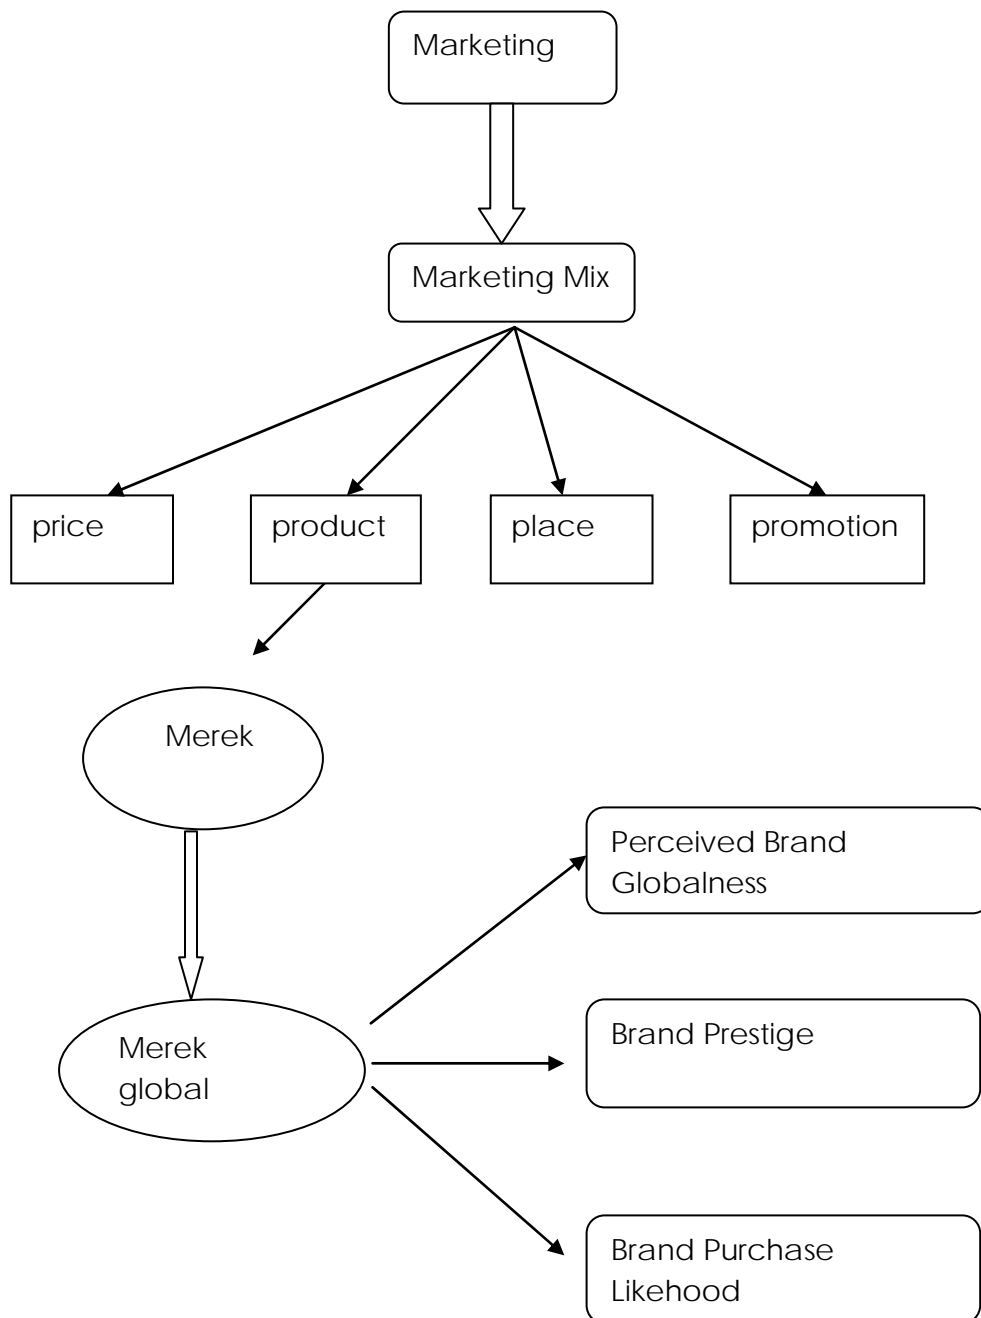 Marketing
Marketing Mix
price
product
place
promotion
Merek
Perceived Brand
Globalness
Merek
global
Brand Prestige
Brand Purchase
Likehood